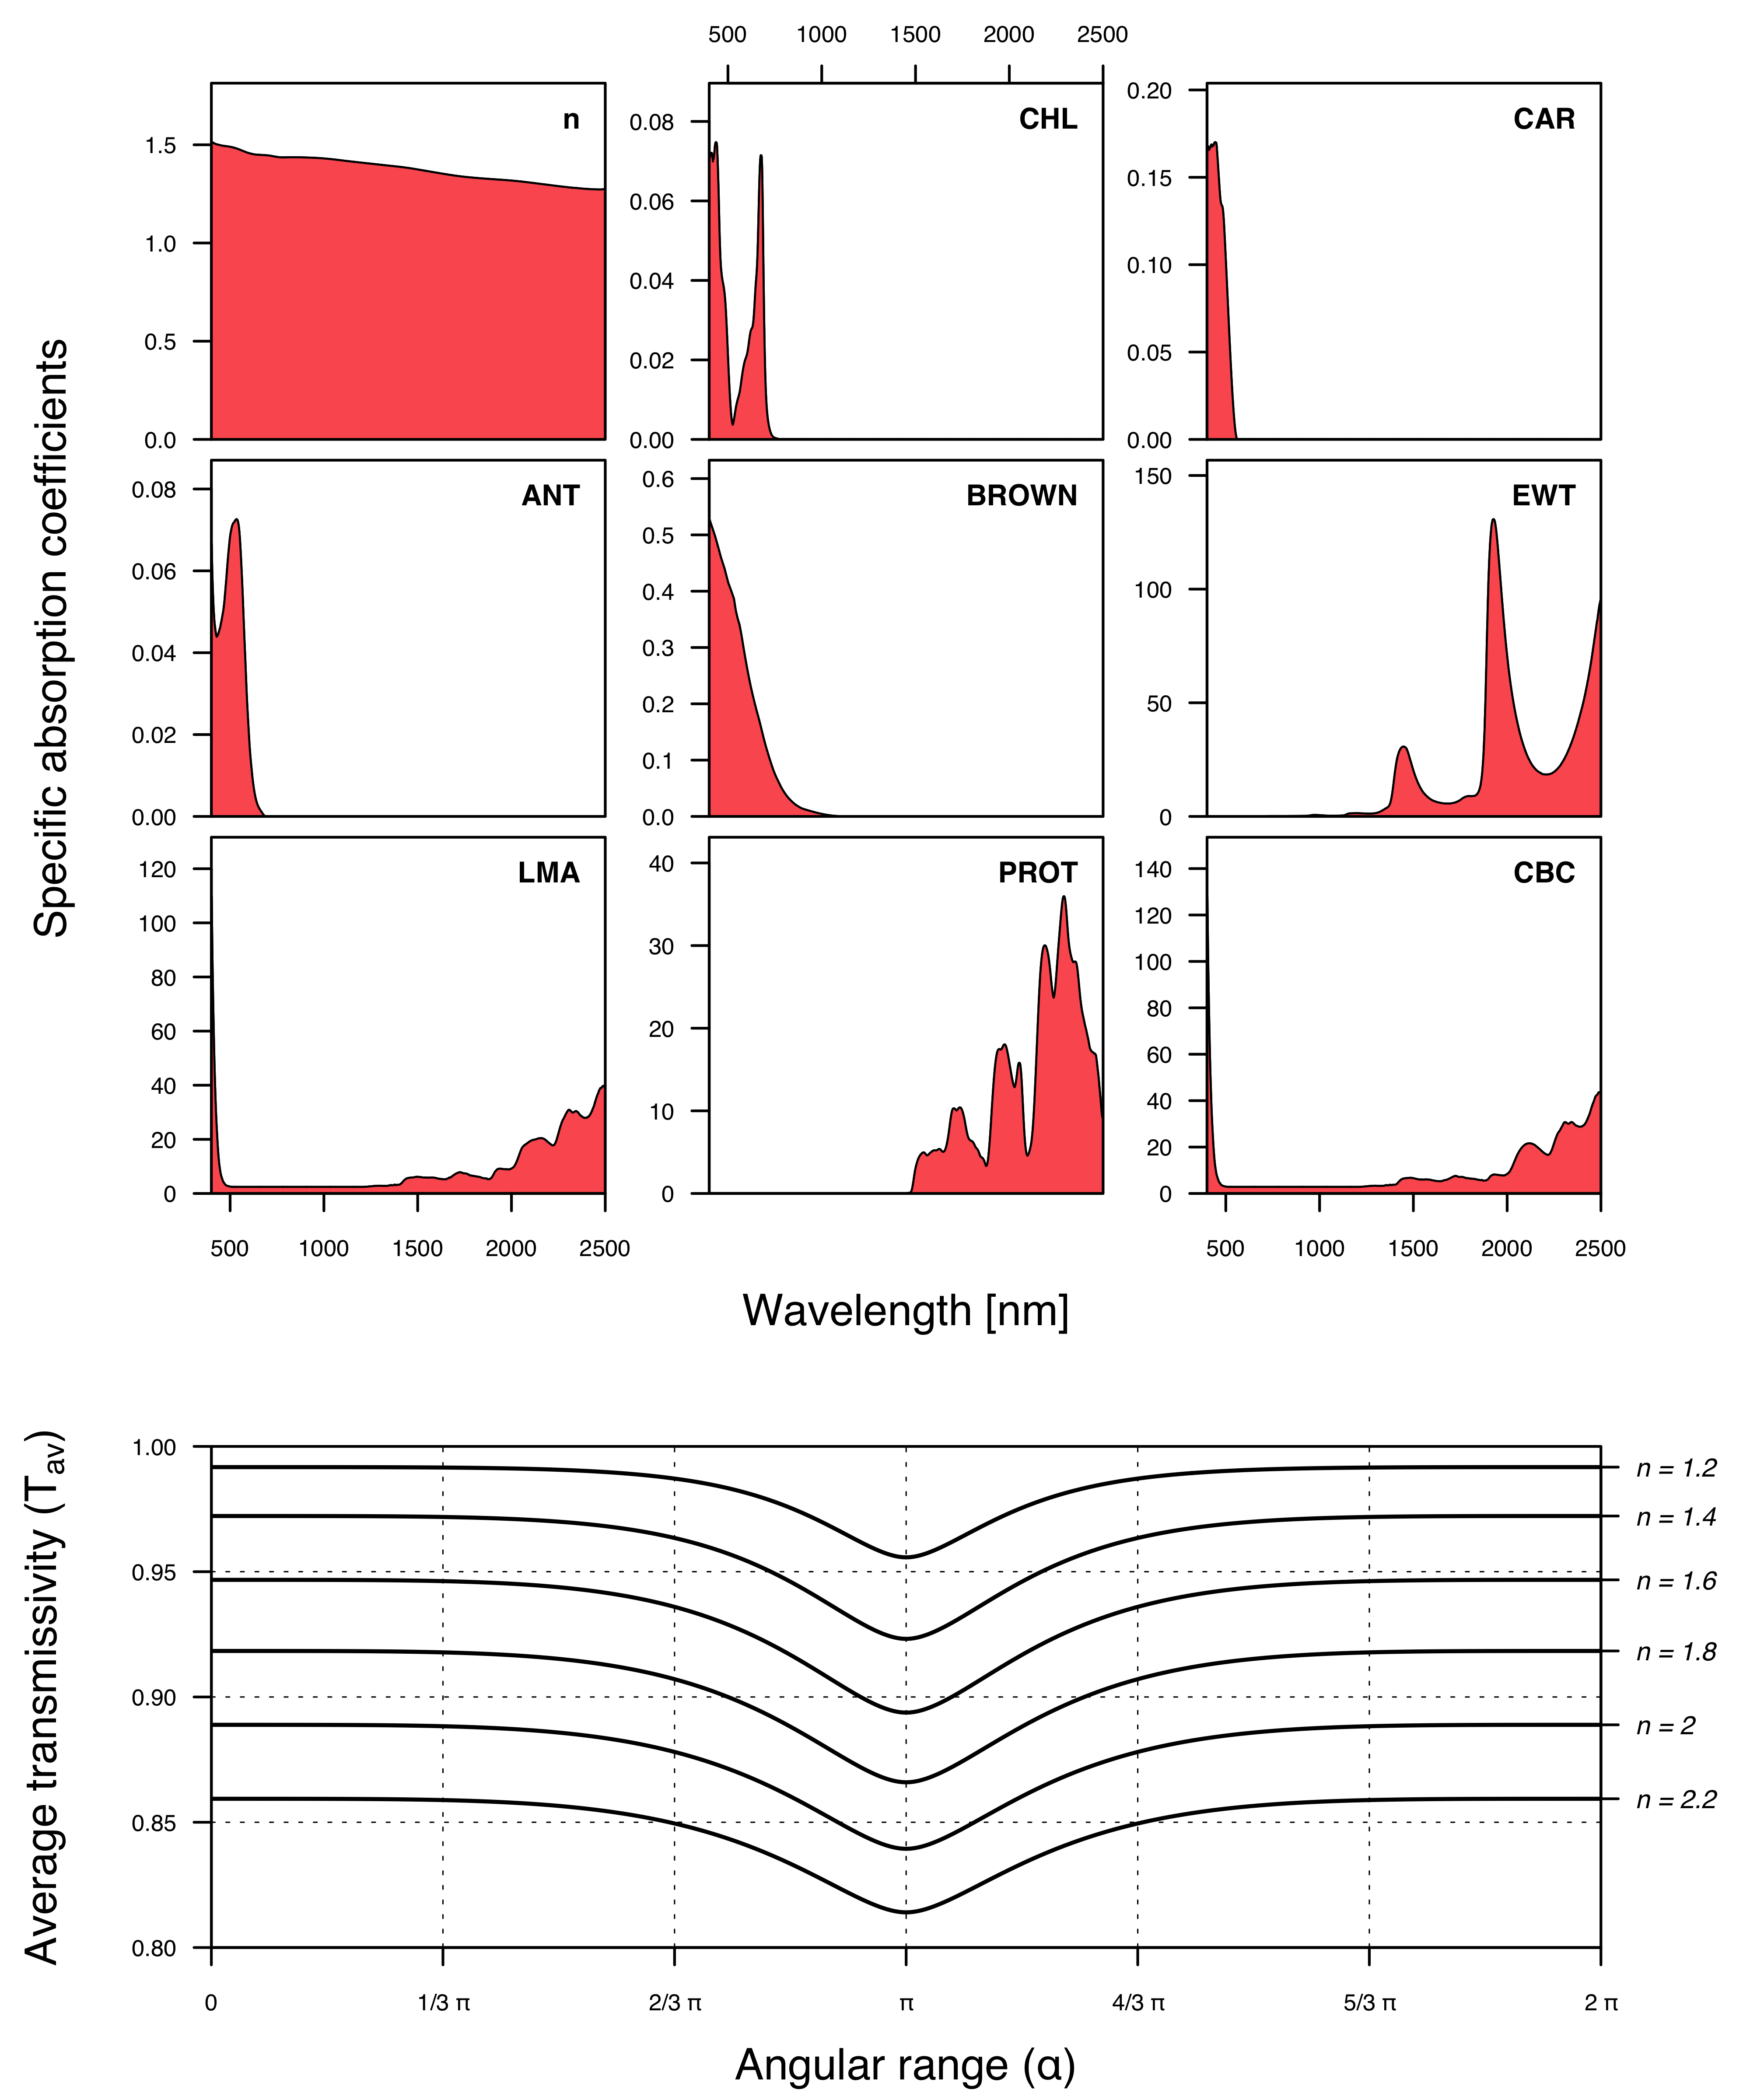 500 1000 1500 2000 2500
n
1.5
1.0
0.5
0.0
CHL
0.08
0.06
0.04
0.02
0.00
CAR
0.20
0.15
0.10
0.05
0.00
ANT
0.08
0.06
0.04
0.02
0.00
BROWN
0.6
0.5
0.4
0.3
0.2
0.1
0.0
EWT
150
100
50
0
LMA
120
100
80
60
40
20
0
PROT
40
30
20
10
0
CBC
140
120
100
80
60
40
20
0
500 1000 1500 2000 2500
500 1000 1500 2000 2500
Specific absorption coefficients
Wavelength [nm]
Average transmissivity (Tav)
1.00
0.95
0.90
0.85
0.80
n = 1.2
n = 1.4
n = 1.6
n = 1.8
n = 2
n = 2.2
0 1/3 π 2/3 π π 4/3 π 5/3 π 2 π
Angular range (α)